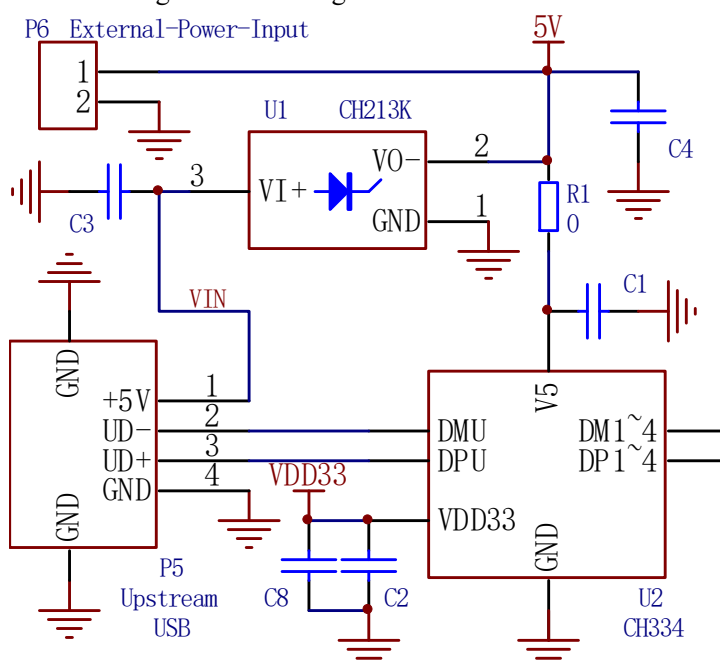 P6 External-Power-Input
5V
1
2
U1 CH213K
C4
VO- 2
3 VI+
GND 1
R1
0
C3
VIN
C1
GND
+5V 1
UD- 2
UD+ 3
GND 4
GND
V5
DMU DM1~4
DPU DP1~4
VDD33
VDD33
GND
P5
Upstream
USB
C8 C2
U2
CH334